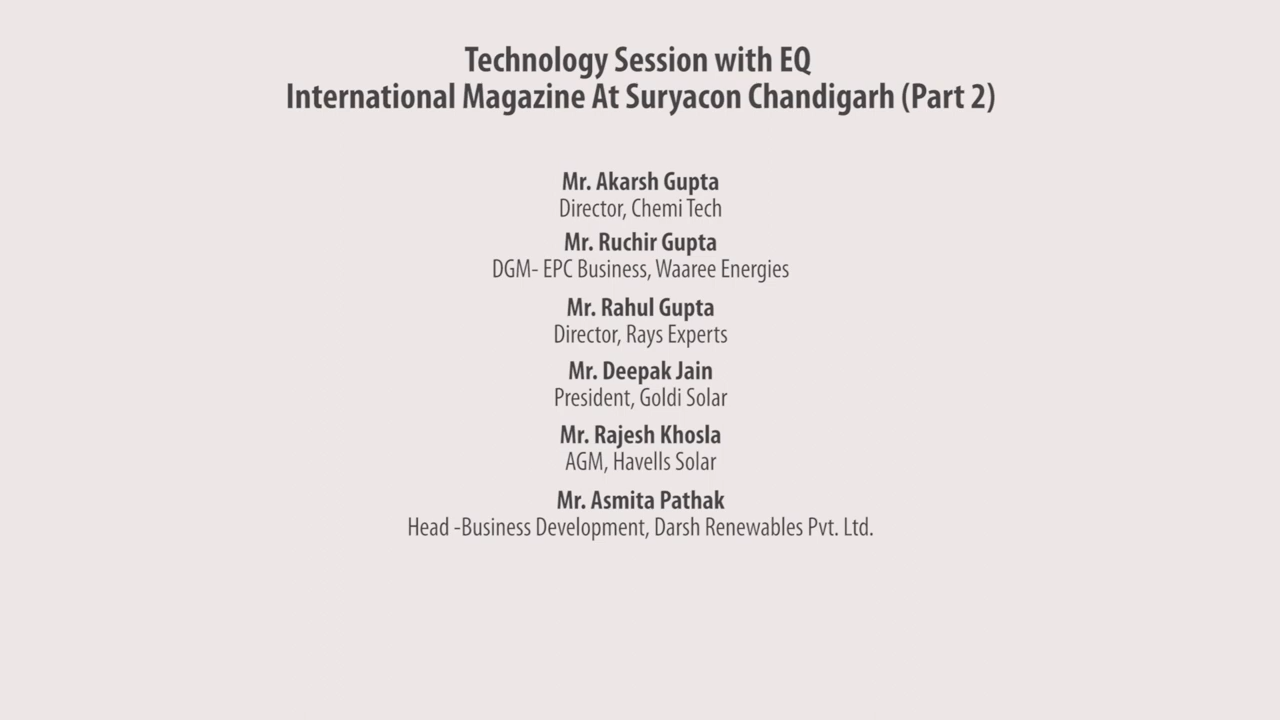 Technology Session with EQ
International Magazine At Suryacon Chandigarh (Part 2)
Mr. Akarsh Gupta
Director, Chemi Tech
Mr. Ruchir Gupta
DGM- EPC Business, Waaree Energies
Mr. Rahul Gupta
Director, Rays Experts
Mr. Deepak Jain
President, Goldi Solar
Mr. Rajesh Khosla
AGM, Havells Solar
Mr. Asmita Pathak
Head -Business Development, Darsh Renewables Pvt. Ltd.